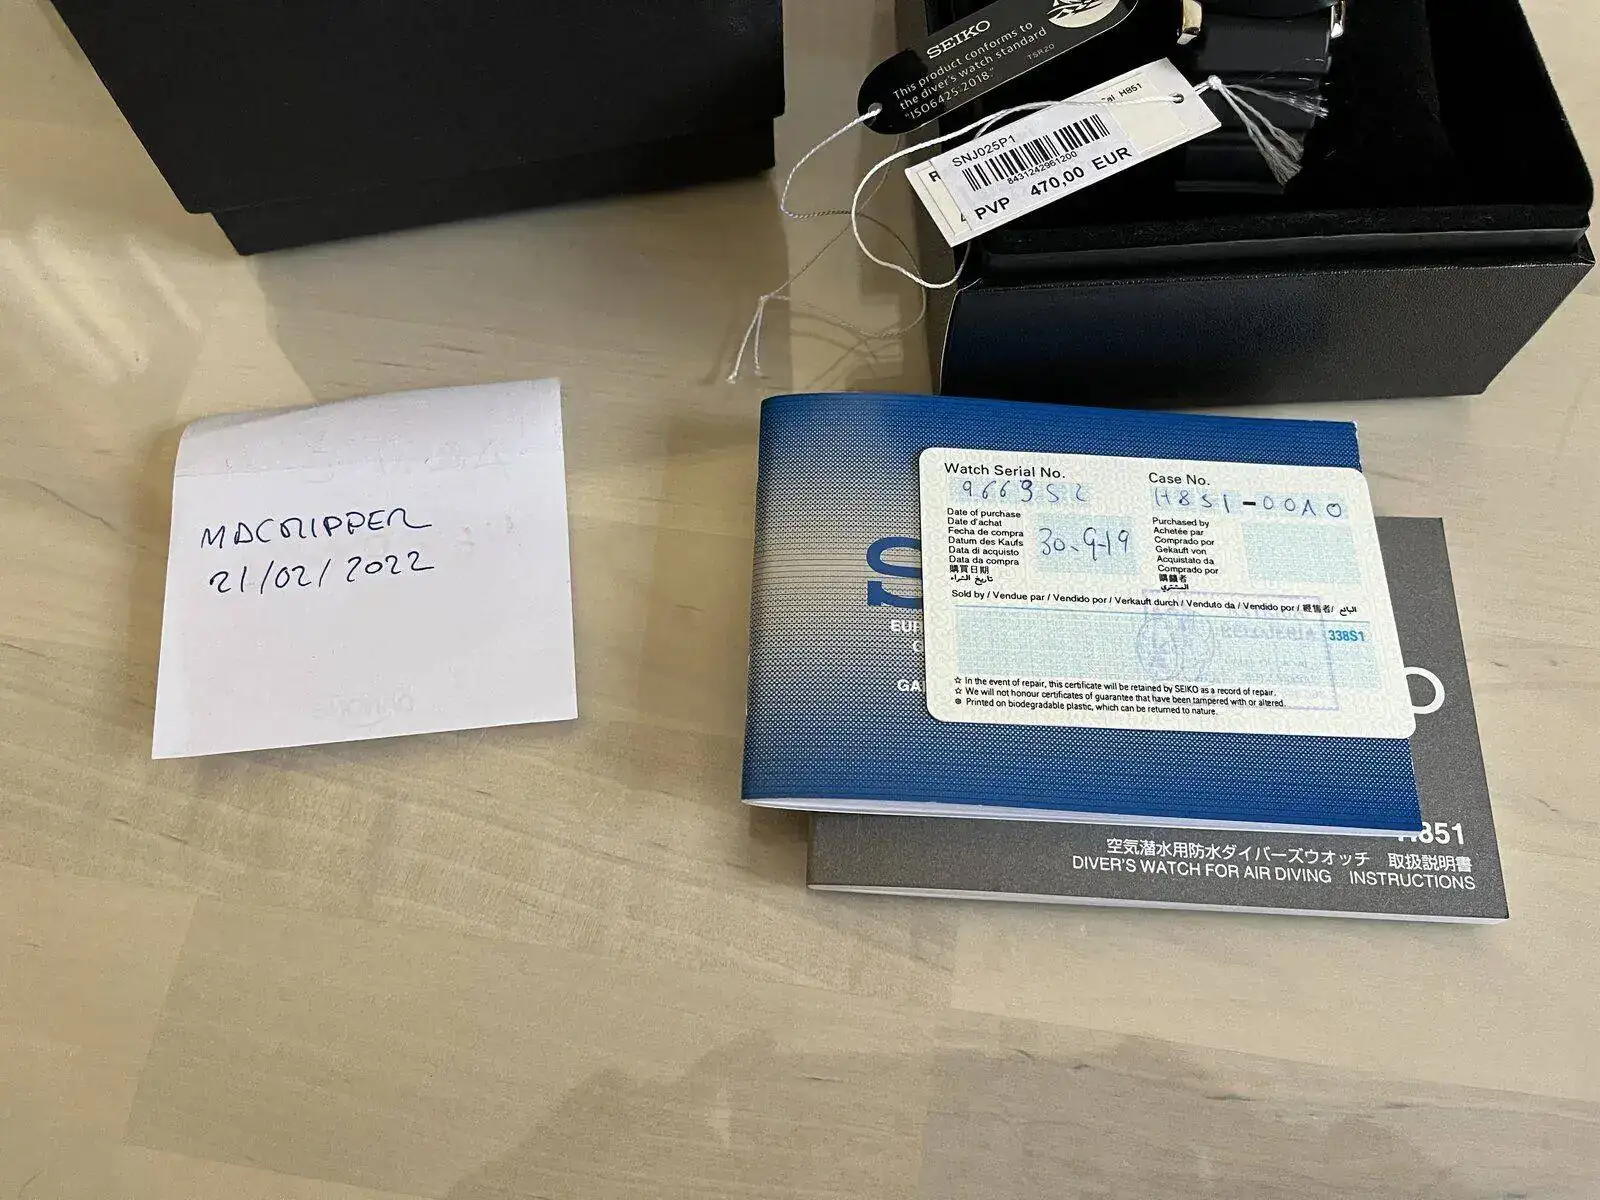 SEIKO
This product conforms to
the diver's watch standard
"ISO6425:2018."
TSR20
Cal. H851
SNJ025P1
8431242961200
PVP 470,00 EUR
MACRIPPER
21/02/2022
Watch Serial No.
966952
Case No.
H851-00A0
Date of purchase
Date d'achat
Fecha de compra
Datum des Kaufs
Data di acquisto
Data da compra
購買日期
تاريخ الشراء
30-9-19
Purchased by
Achetée par
Comprado por
Gekauft von
Acquistato da
Comprado por
購買者
المشتري
Sold by / Vendue par / Vendido por / Verkauft durch / Venduto da / Vendido por / 經售者/ البائع
338S1
☆ In the event of repair, this certificate will be retained by SEIKO as a record of repair.
☆ We will not honour certificates of guarantee that have been tampered with or altered.
Printed on biodegradable plastic, which can be returned to nature.
S
EU
GA
O
H851
空気潜水用防水ダイバーズウオッチ 取扱説明書
DIVER'S WATCH FOR AIR DIVING INSTRUCTIONS